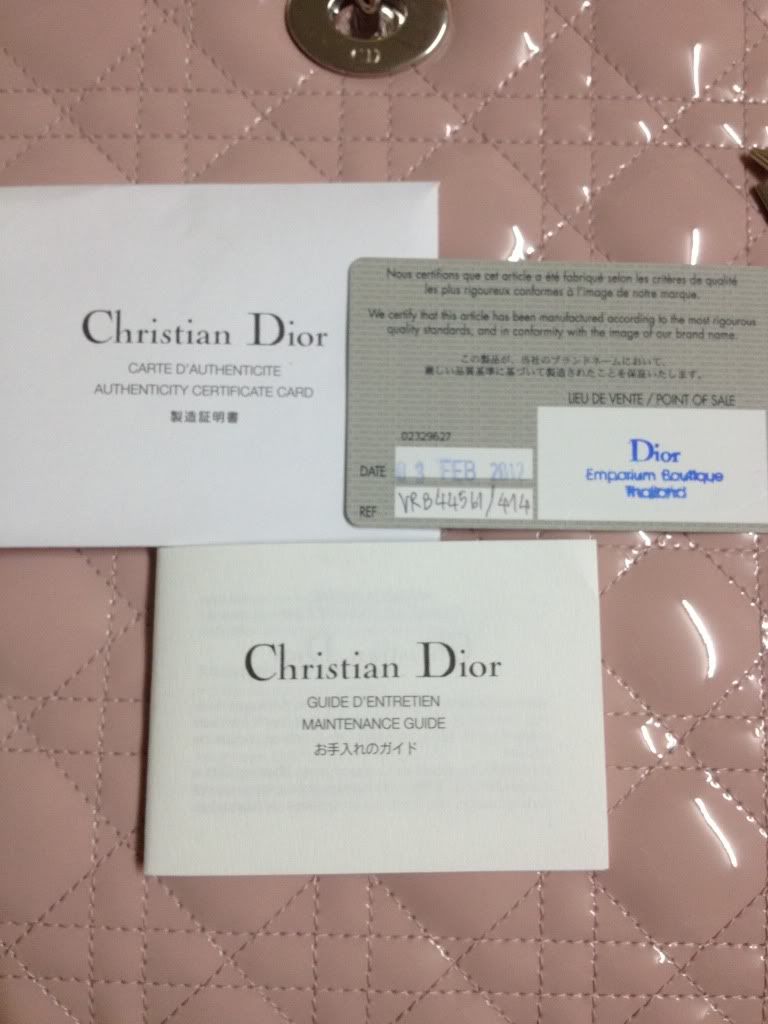 CD
Christian Dior
CARTE D'AUTHENTICITE
AUTHENTICITY CERTIFICATE CARD
製造証明書
Nous certifions que cet article a été fabriqué selon les critères de qualité
les plus rigoureux conformes à l'image de notre marque.
We certify that this article has been manufactured according to the most rigourous
quality standards, and in conformity with the image of our brand name.
この製品が、当社のブランドネームにおいて、
厳しい品質基準に基づいて製造されたことを保証いたします。
LIEU DE VENTE / POINT OF SALE
02329627
DATE 03 FEB 2012
REF VRB44561/414
Dior
Emporium Boutique
Thailand
Christian Dior
GUIDE D'ENTRETIEN
MAINTENANCE GUIDE
お手入れのガイド